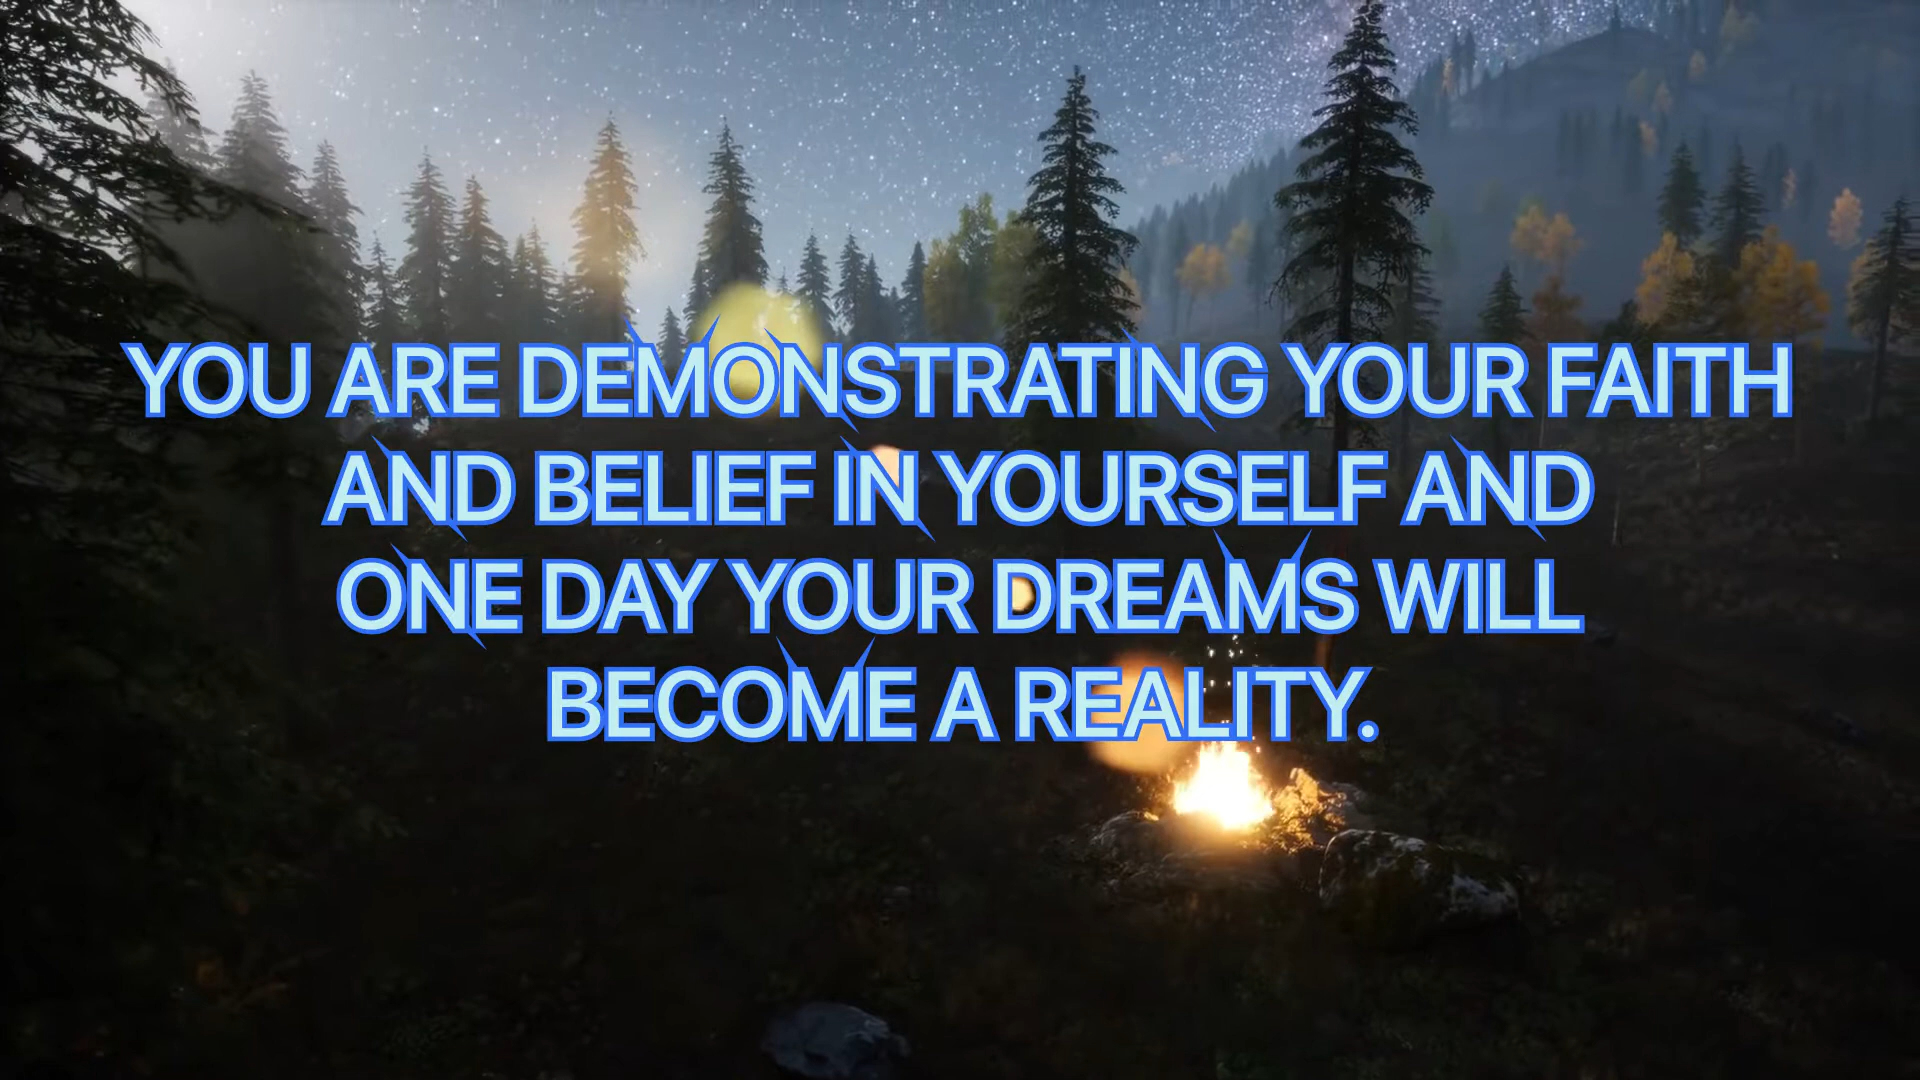 YOU ARE DEMONSTRATING YOUR FAITH
AND BELIEF IN YOURSELF AND
ONE DAY YOUR DREAMS WILL
BECOME A REALITY.